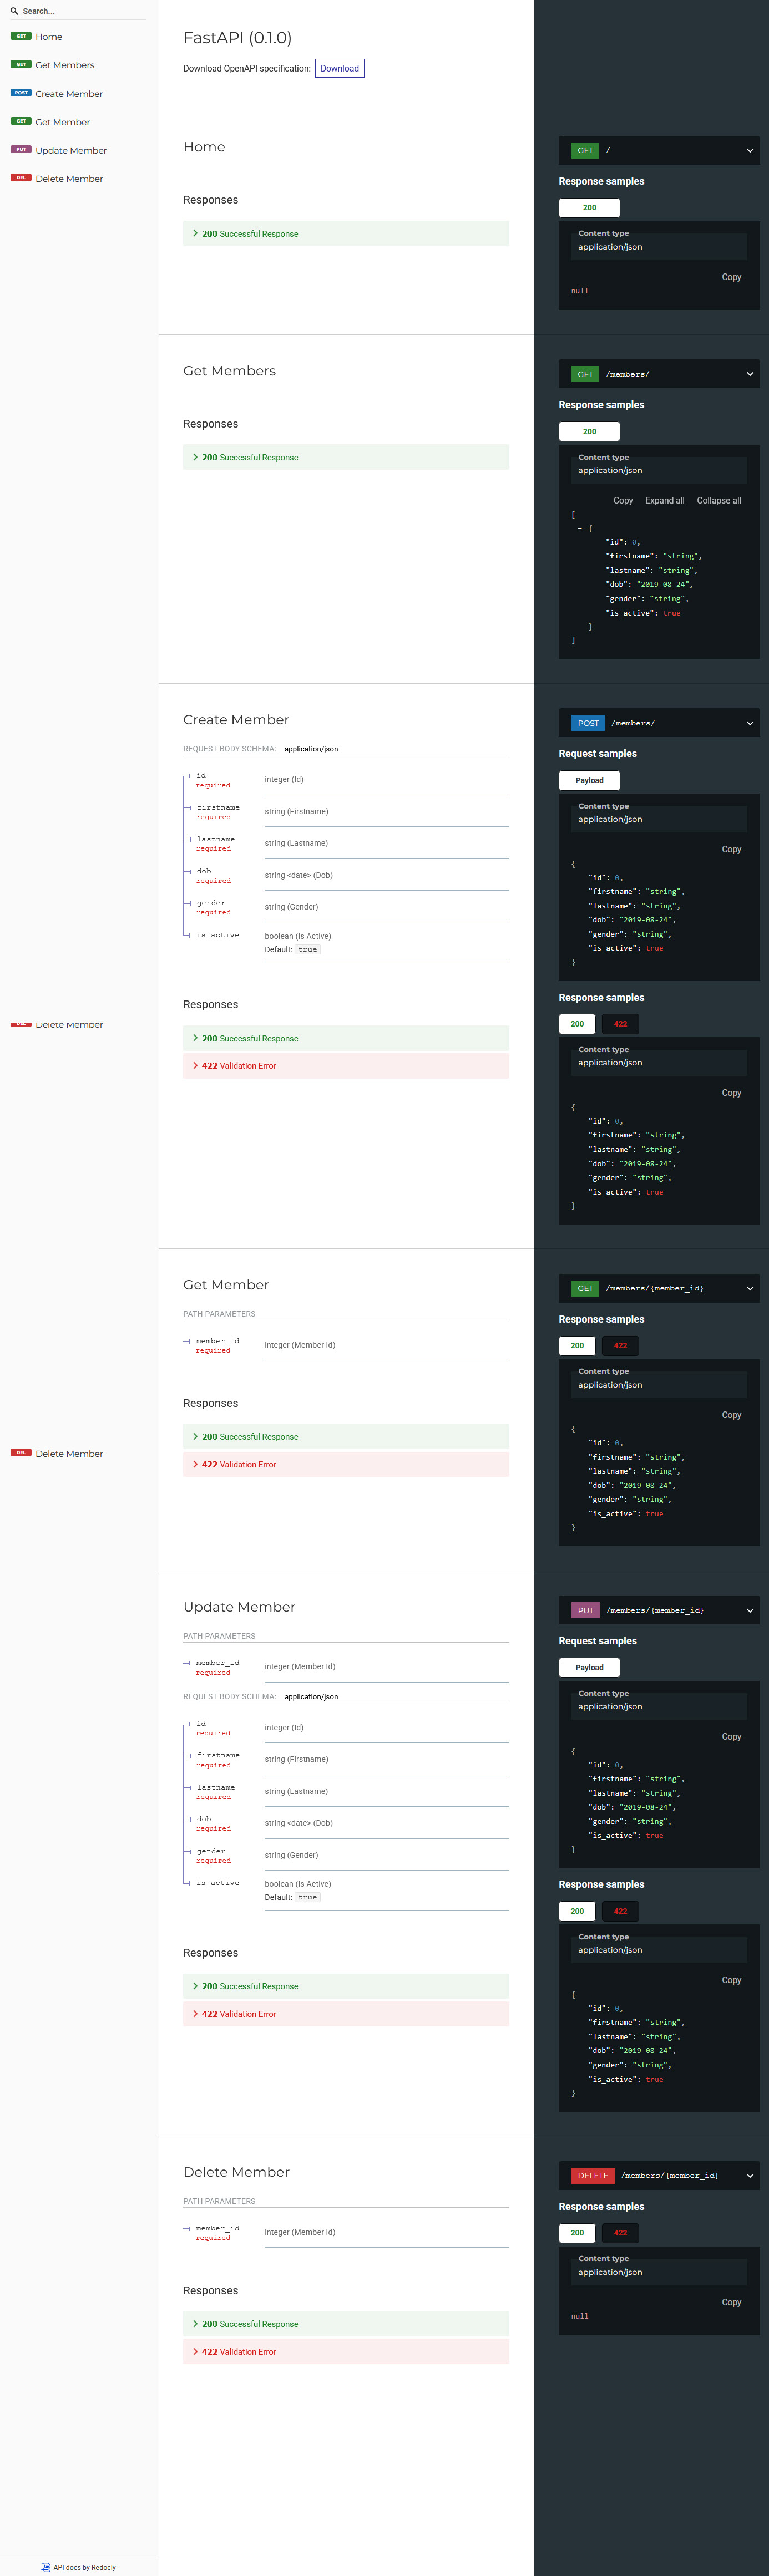 Search...
GET Home
GET Get Members
POST Create Member
GET Get Member
PUT Update Member
DEL Delete Member
Delete Member
DEL Delete Member
API docs by Redocly
FastAPI (0.1.0)
Download OpenAPI specification: Download
Home
Responses
200 Successful Response
GET /
Response samples
200
Content type
application/json
Copy
null
Get Members
Responses
200 Successful Response
GET /members/
Response samples
200
Content type
application/json
Copy Expand all Collapse all
[
- {
"id": 0,
"firstname": "string",
"lastname": "string",
"dob": "2019-08-24",
"gender": "string",
"is_active": true
}
]
Create Member
REQUEST BODY SCHEMA: application/json
id
required
integer (Id)
firstname
required
string (Firstname)
lastname
required
string (Lastname)
dob
required
string <date> (Dob)
gender
required
string (Gender)
is_active
boolean (Is Active)
Default: true
Responses
200 Successful Response
422 Validation Error
POST /members/
Request samples
Payload
Content type
application/json
Copy
{
"id": 0,
"firstname": "string",
"lastname": "string",
"dob": "2019-08-24",
"gender": "string",
"is_active": true
}
Response samples
200 422
Content type
application/json
Copy
{
"id": 0,
"firstname": "string",
"lastname": "string",
"dob": "2019-08-24",
"gender": "string",
"is_active": true
}
Get Member
PATH PARAMETERS
member_id
required
integer (Member Id)
Responses
200 Successful Response
422 Validation Error
GET /members/{member_id}
Response samples
200 422
Content type
application/json
Copy
{
"id": 0,
"firstname": "string",
"lastname": "string",
"dob": "2019-08-24",
"gender": "string",
"is_active": true
}
Update Member
PATH PARAMETERS
member_id
required
integer (Member Id)
REQUEST BODY SCHEMA: application/json
id
required
integer (Id)
firstname
required
string (Firstname)
lastname
required
string (Lastname)
dob
required
string <date> (Dob)
gender
required
string (Gender)
is_active
boolean (Is Active)
Default: true
Responses
200 Successful Response
422 Validation Error
PUT /members/{member_id}
Request samples
Payload
Content type
application/json
Copy
{
"id": 0,
"firstname": "string",
"lastname": "string",
"dob": "2019-08-24",
"gender": "string",
"is_active": true
}
Response samples
200 422
Content type
application/json
Copy
{
"id": 0,
"firstname": "string",
"lastname": "string",
"dob": "2019-08-24",
"gender": "string",
"is_active": true
}
Delete Member
PATH PARAMETERS
member_id
required
integer (Member Id)
Responses
200 Successful Response
422 Validation Error
DELETE /members/{member_id}
Response samples
200 422
Content type
application/json
Copy
null